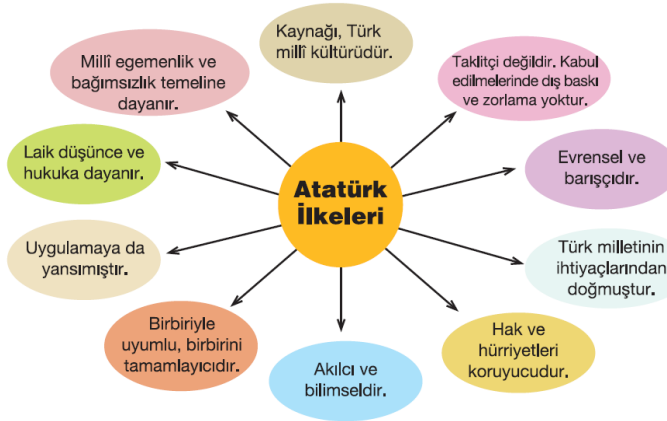 Kaynağı, Türk
millî kültürüdür.
Millî egemenlik ve
bağımsızlık temeline
dayanır.
Taklitçi değildir. Kabul
edilmelerinde dış baskı
ve zorlama yoktur.
Laik düşünce ve
hukuka dayanır.
Atatürk
İlkeleri
Evrensel ve
barışçıdır.
Uygulamaya da
yansımıştır.
Türk milletinin
ihtiyaçlarından
doğmuştur.
Birbiriyle
uyumlu, birbirini
tamamlayıcıdır.
Akılcı ve
bilimseldir.
Hak ve
hürriyetleri
koruyucudur.